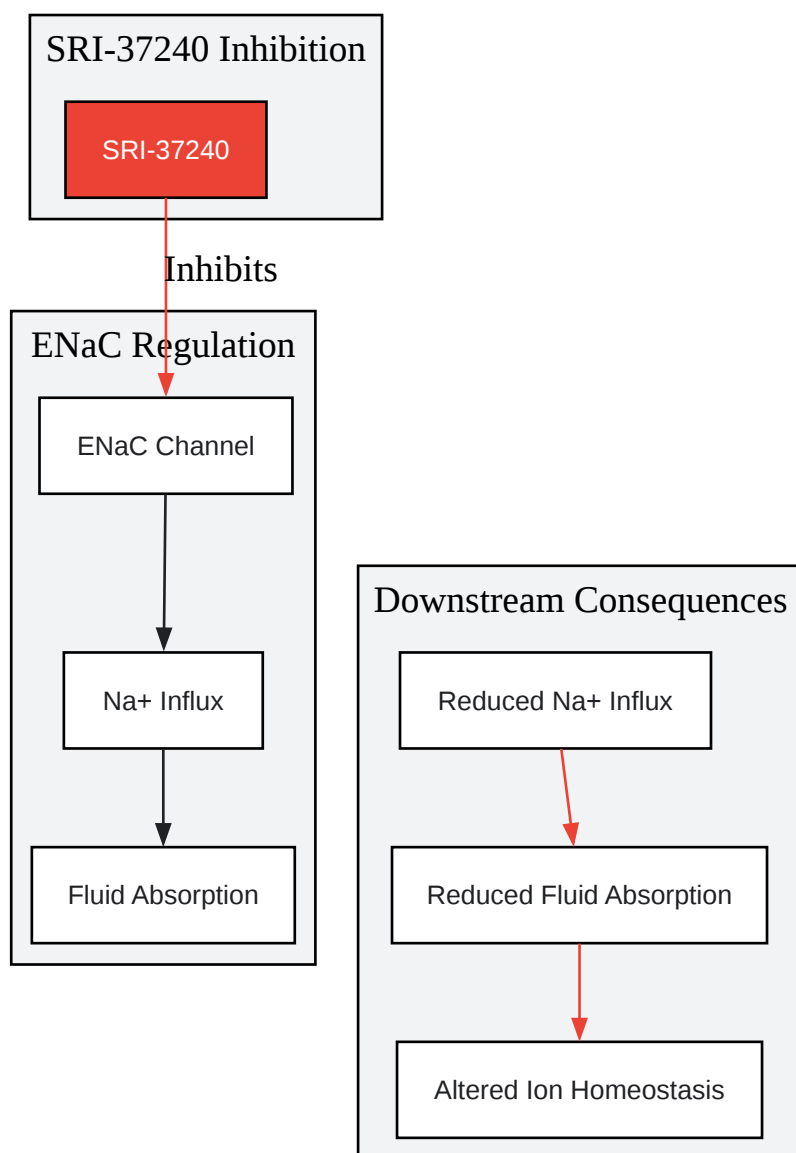 SRI-37240 Inhibition
SRI-37240
Inhibits
ENaC Regulation
ENaC Channel
Na+ Influx
Fluid Absorption
Downstream Consequences
Reduced Na+ Influx
Reduced Fluid Absorption
Altered Ion Homeostasis